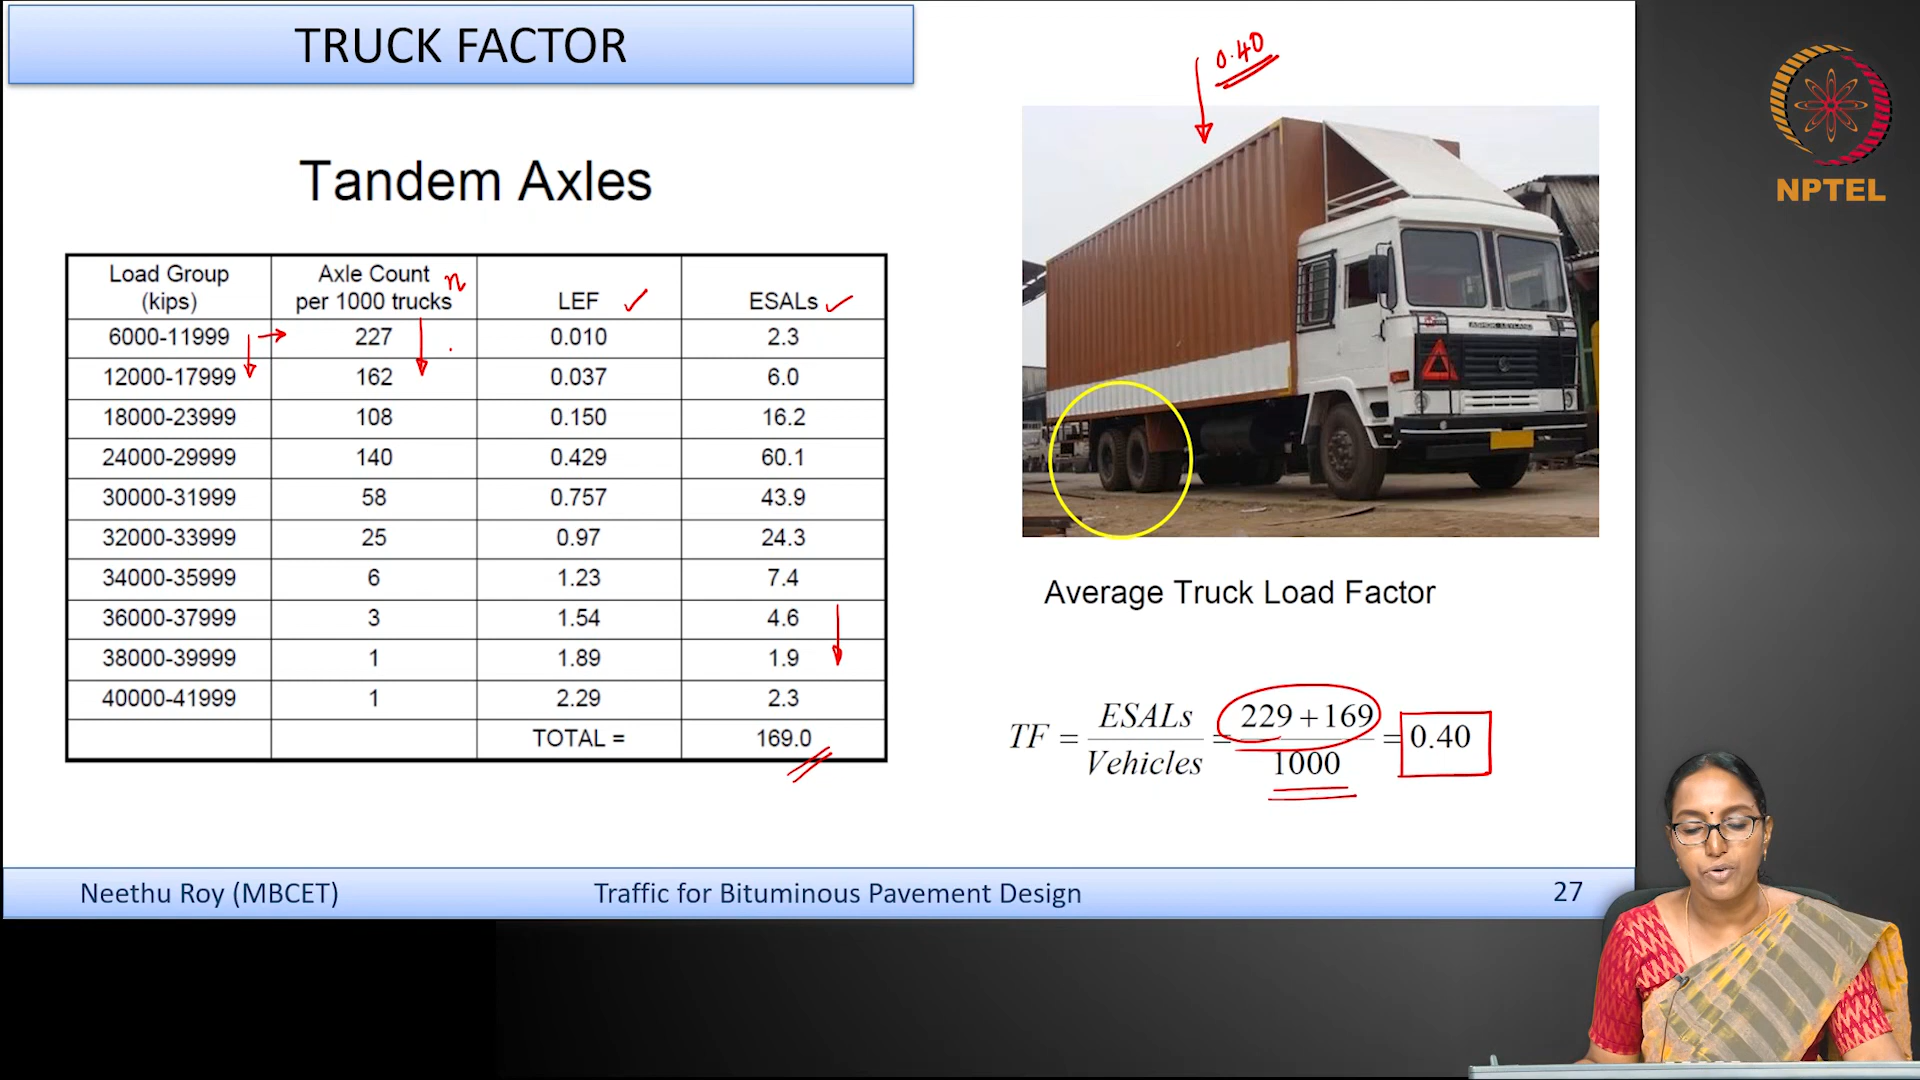 TRUCK FACTOR
0.40
NPTEL
Tandem Axles
Load Group (kips) Axle Count per 1000 trucks n LEF ESALs
6000-11999 227 0.010 2.3
12000-17999 162 0.037 6.0
18000-23999 108 0.150 16.2
24000-29999 140 0.429 60.1
30000-31999 58 0.757 43.9
32000-33999 25 0.97 24.3
34000-35999 6 1.23 7.4
36000-37999 3 1.54 4.6
38000-39999 1 1.89 1.9
40000-41999 1 2.29 2.3
TOTAL = 169.0
ASHOK LEYLAND
Average Truck Load Factor
TF = ESALs / Vehicles = 229 + 169 / 1000 = 0.40
Neethu Roy (MBCET) Traffic for Bituminous Pavement Design 27